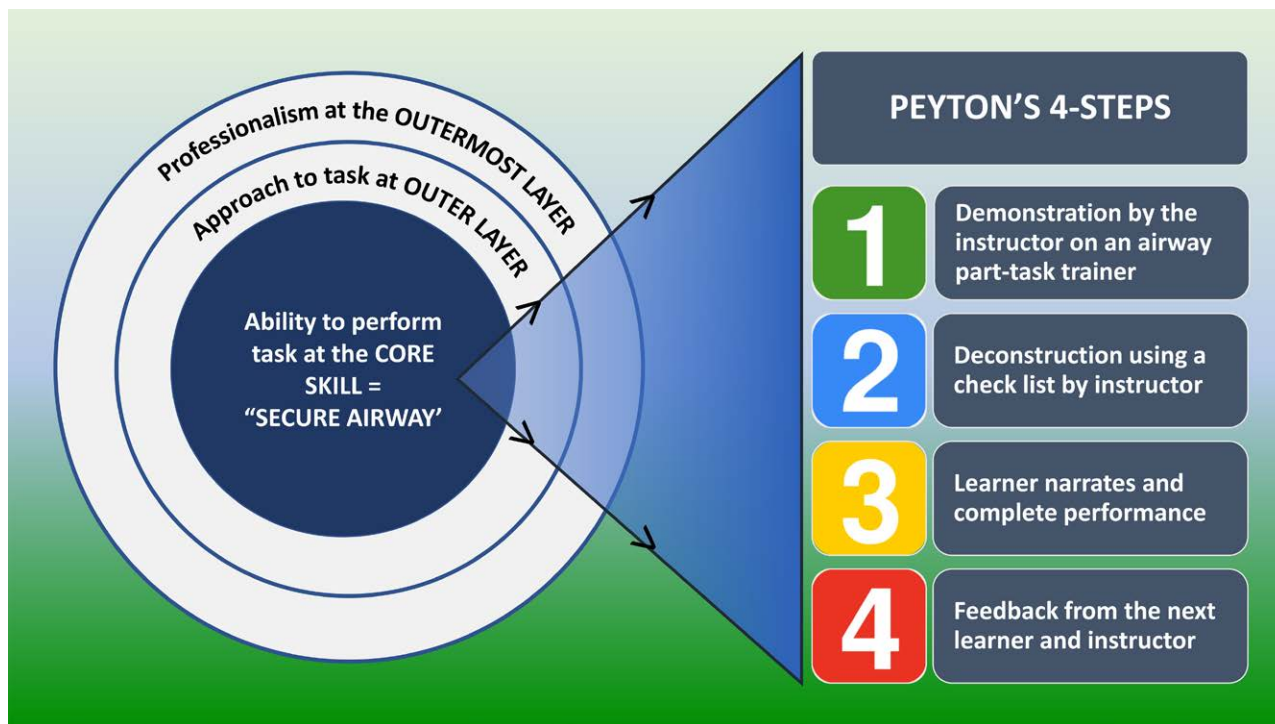 Professionalism at the OUTERMOST LAYER
Approach to task at OUTER LAYER
Ability to perform
task at the CORE
SKILL =
“SECURE AIRWAY’
PEYTON’S 4-STEPS
1
Demonstration by the
instructor on an airway
part-task trainer
2
Deconstruction using a
check list by instructor
3
Learner narrates and
complete performance
4
Feedback from the next
learner and instructor